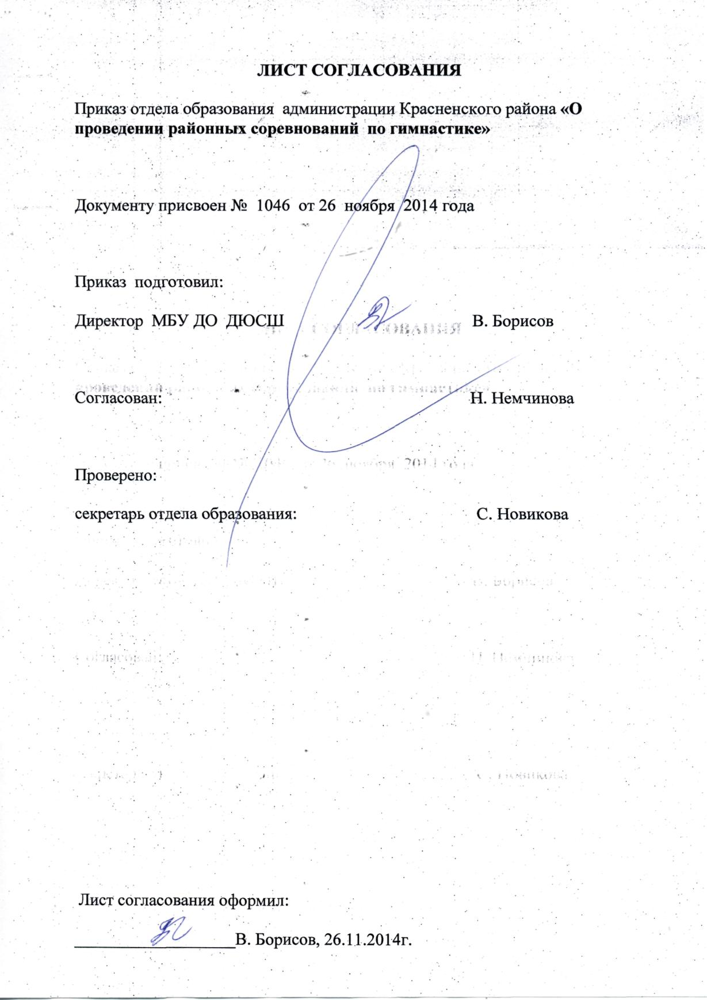 ЛИСТ СОГЛАСОВАНИЯ
Приказ отдела образования администрации Красненского района «О
проведении районных соревнований по гимнастике»
Документу присвоен № 1046 от 26 ноября 2014 года
Приказ подготовил:
Директор МБУ ДО ДЮСШ В. Борисов
Согласован: Н. Немчинова
Проверено:
секретарь отдела образования: С. Новикова
Лист согласования оформил:
____________________В. Борисов, 26.11.2014г.